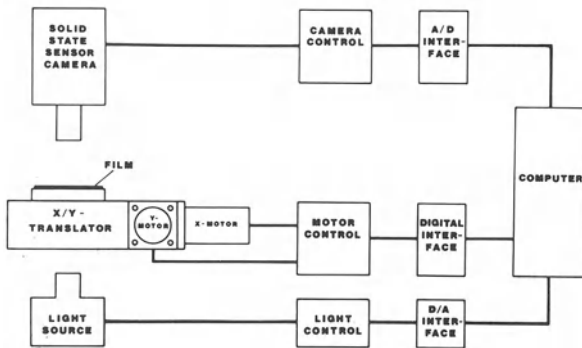 SOLID
STATE
SENSOR
CAMERA
CAMERA
CONTROL
A/D
INTER-
FACE
COMPUTER
FILM
X/Y-
TRANSLATOR
Y-
MOTOR
X-MOTOR
MOTOR
CONTROL
DIGITAL
INTER-
FACE
LIGHT
SOURCE
LIGHT
CONTROL
D/A
INTER-
FACE